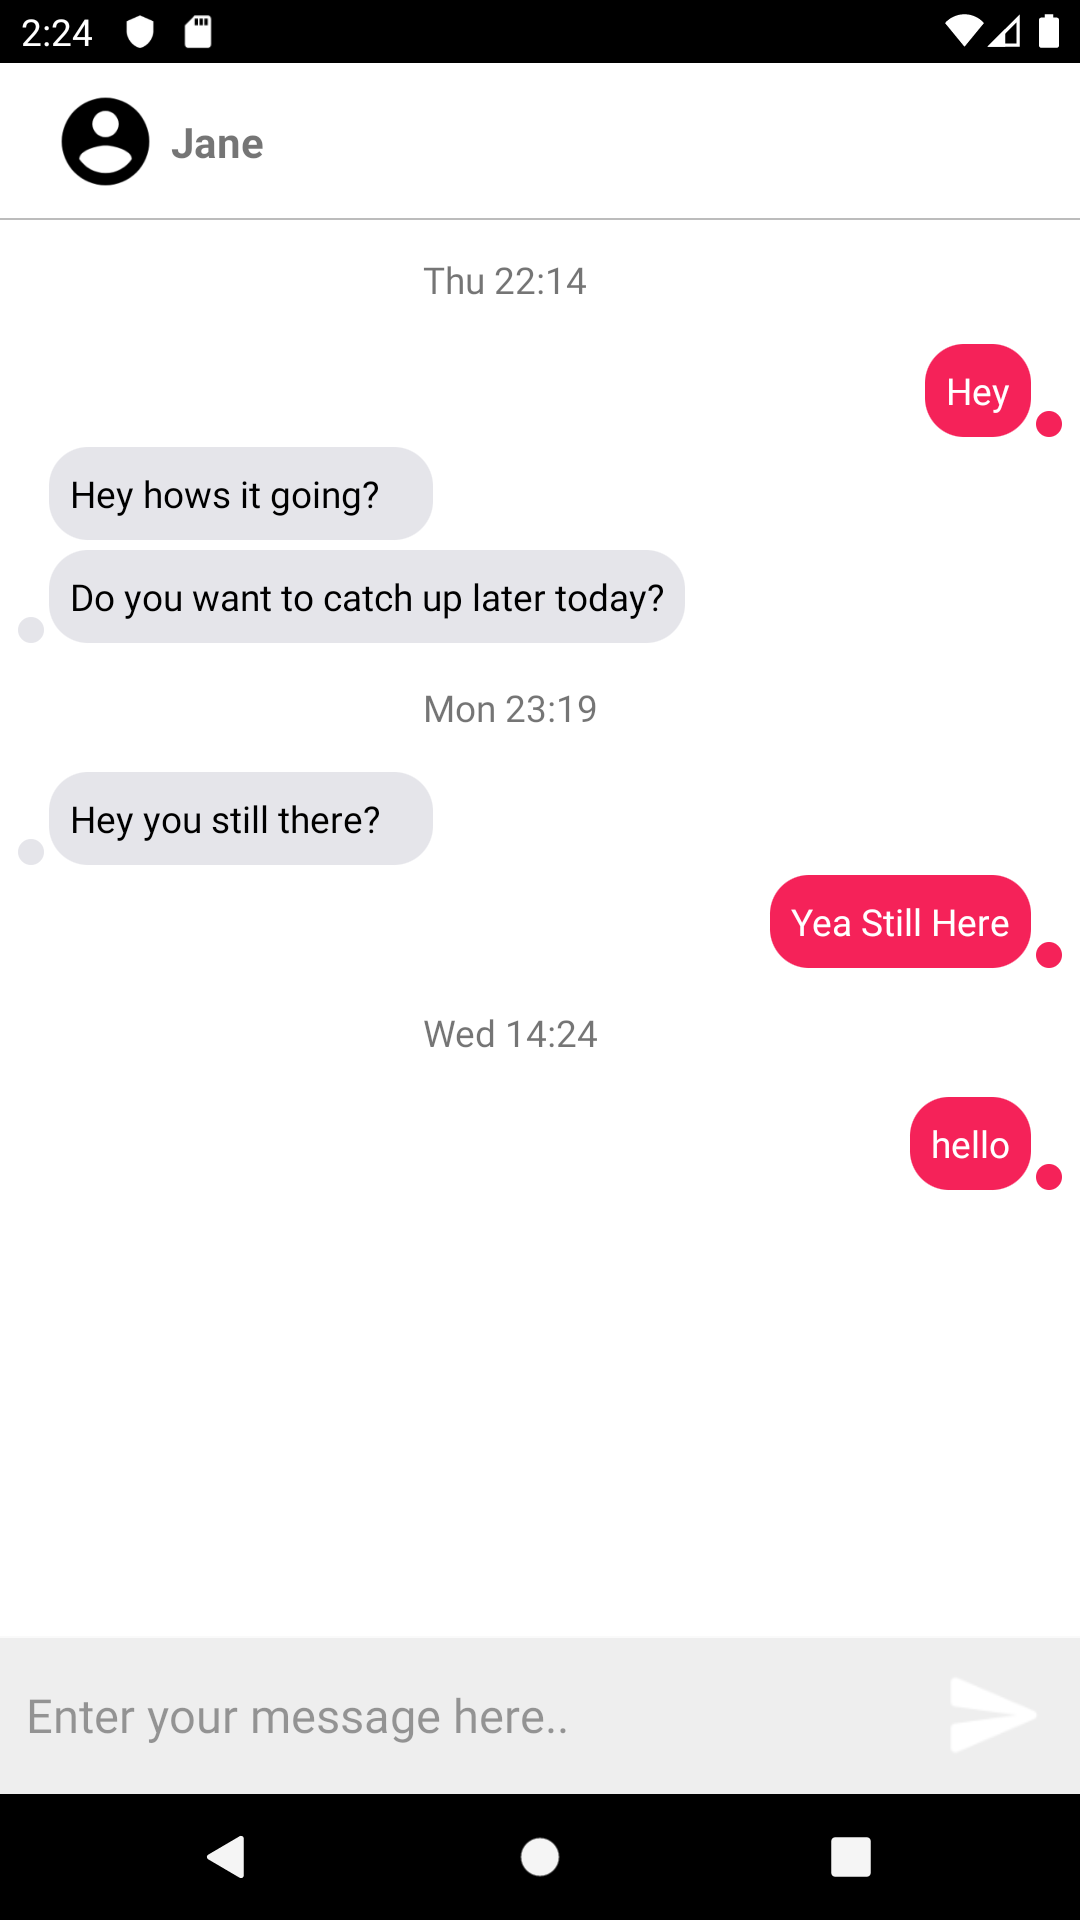 2:24
Jane
Thu 22:14
Hey
Hey hows it going?
Do you want to catch up later today?
Mon 23:19
Hey you still there?
Yea Still Here
Wed 14:24
hello
Enter your message here..